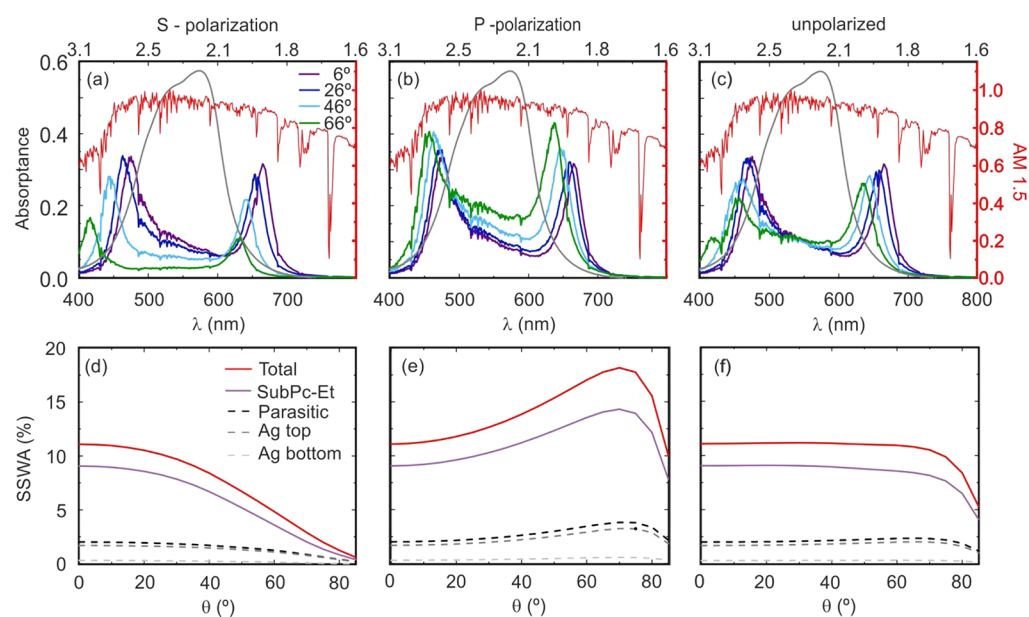 S - polarization P -polarization unpolarized
3.1 2.5 2.1 1.8 1.6 3.1 2.5 2.1 1.8 1.6 3.1 2.5 2.1 1.8 1.6
0.6 (a) (b) (c)
6º
26º
46º
66º
0.4
0.2
0.0
Absorptance
1.0
0.8
0.6
0.4
0.2
0.0
AM 1.5
400 500 600 700 400 500 600 700 400 500 600 700 800
λ (nm) λ (nm) λ (nm)
20 (d) (e) (f)
Total
SubPc-Et
Parasitic
Ag top
Ag bottom
15
10
5
0
SSWA (%)
0 20 40 60 80 0 20 40 60 80 0 20 40 60 80
θ (º) θ (º) θ (º)